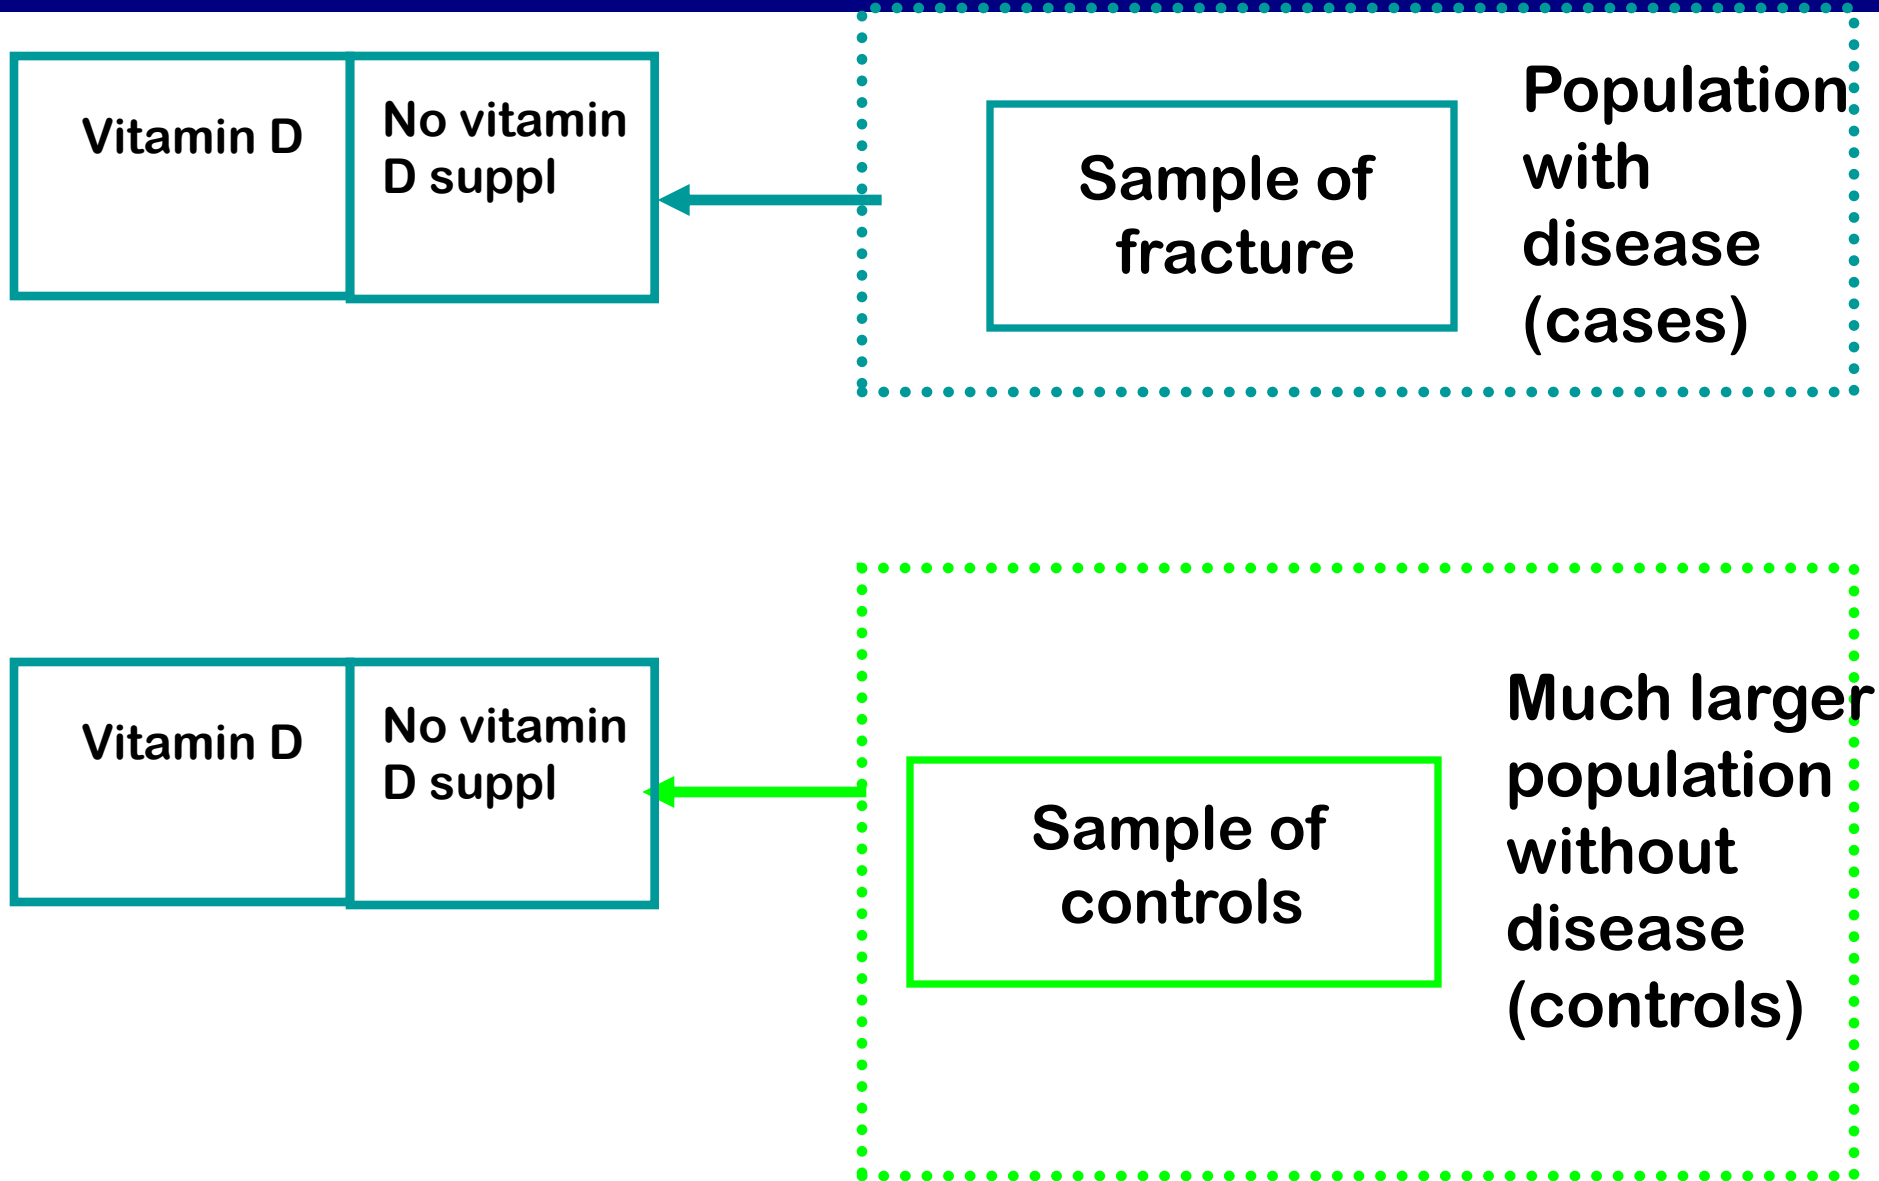 Vitamin D
No vitamin
D suppl
Sample of
fracture
Population
with
disease
(cases)
Vitamin D
No vitamin
D suppl
Sample of
controls
Much larger
population
without
disease
(controls)